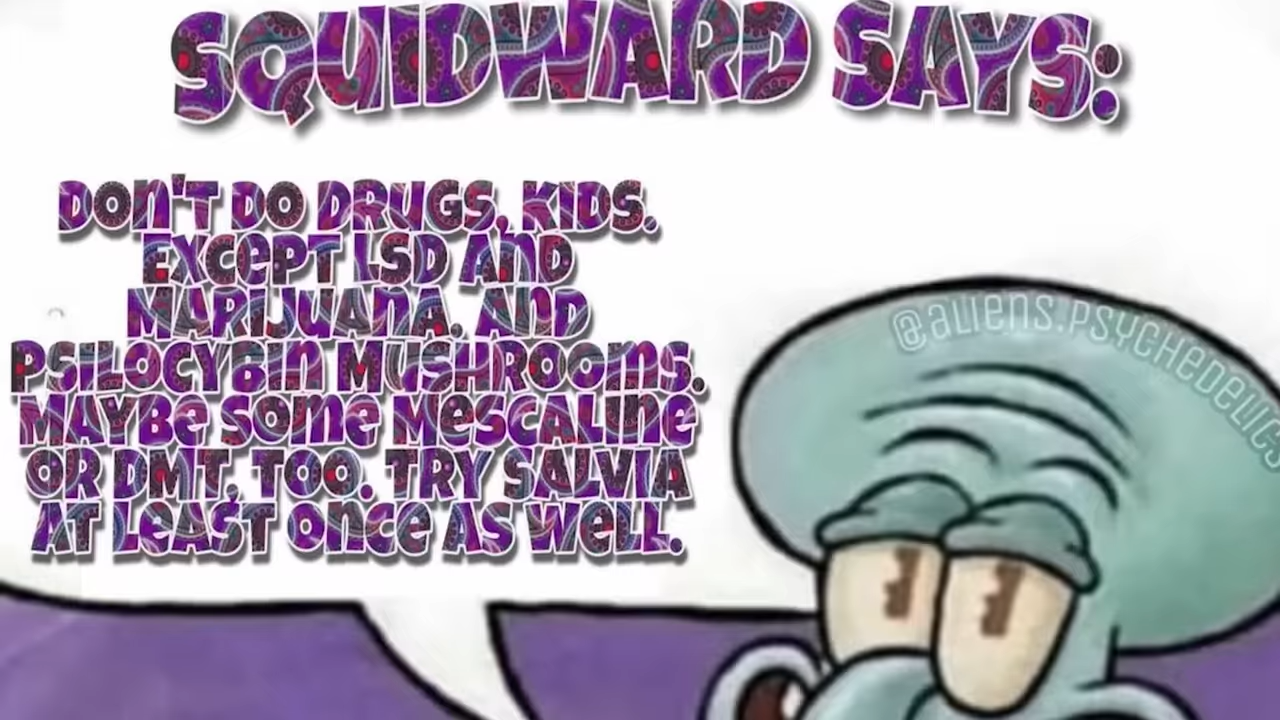 SQUIDWARD SAYS:
DON'T DO DRUGS, KIDS.
EXCEPT LSD AND
MARIJUANA. AND
PSILOCYBIN MUSHROOMS.
MAYBE SOME MESCALINE
OR DMT, TOO. TRY SALVIA
AT LEAST ONCE AS WELL.
@ALIENS.PSYCHEDELICS